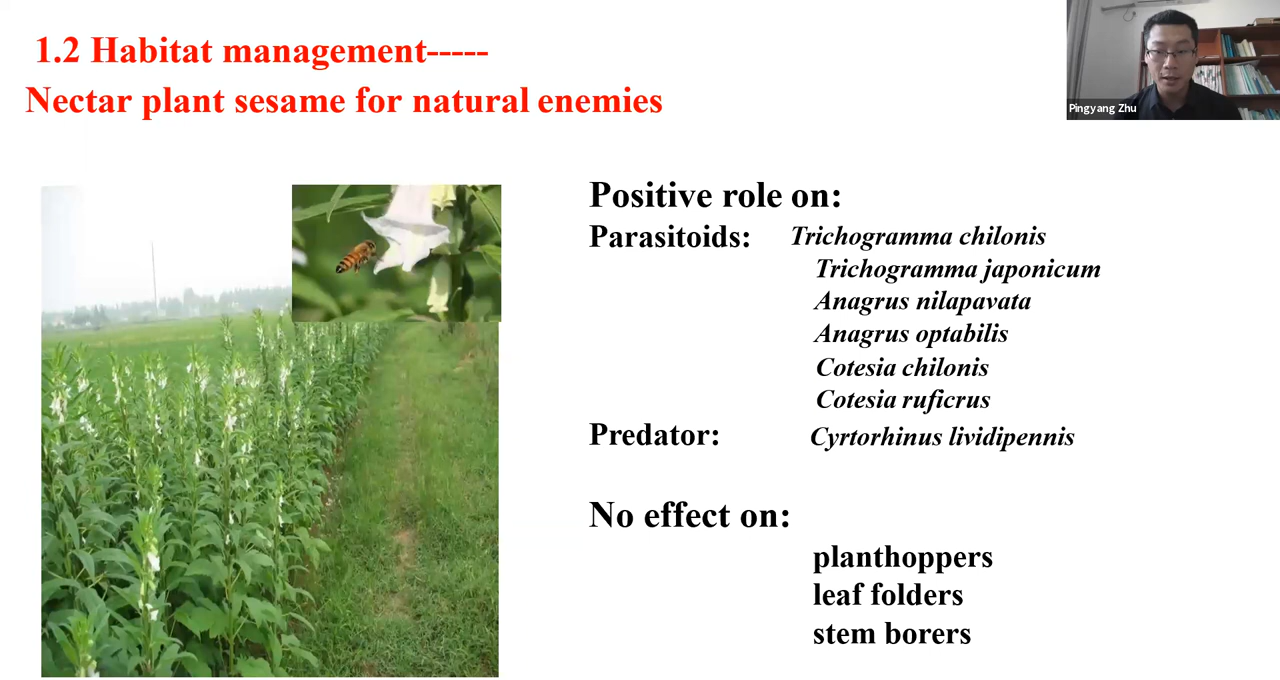 1.2 Habitat management-----
Nectar plant sesame for natural enemies
Pingyang Zhu
Positive role on:
Parasitoids: Trichogramma chilonis
Trichogramma japonicum
Anagrus nilapavata
Anagrus optabilis
Cotesia chilonis
Cotesia ruficrus
Predator: Cyrtorhinus lividipennis
No effect on:
planthoppers
leaf folders
stem borers